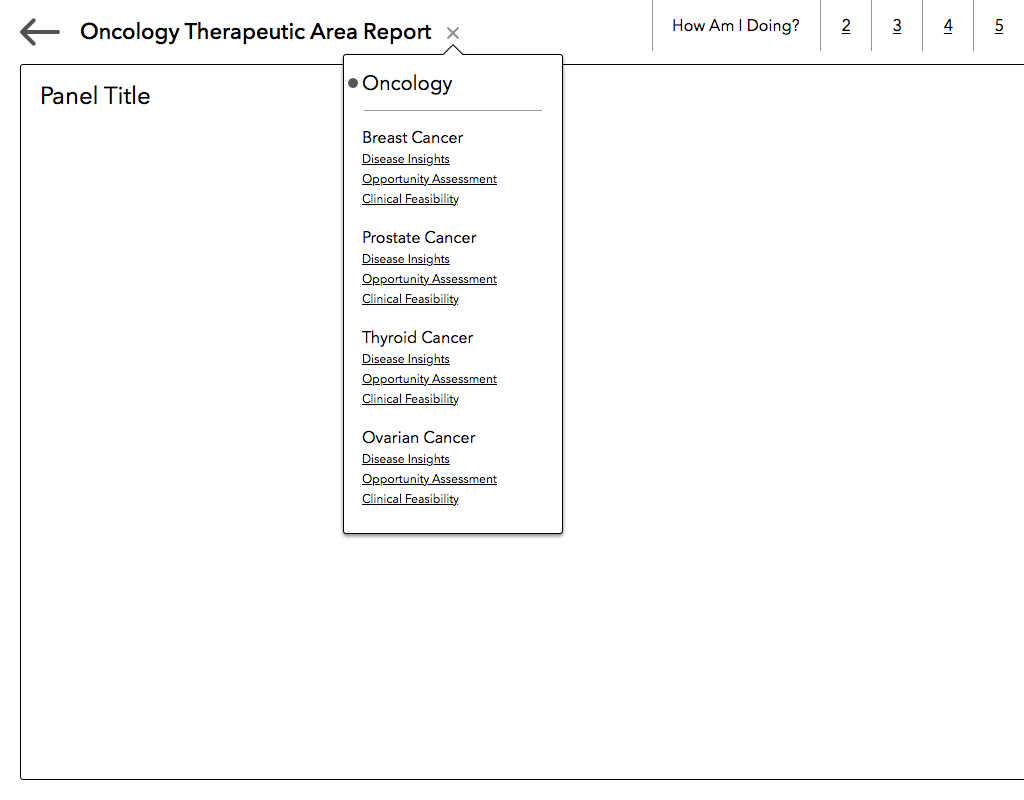 Oncology Therapeutic Area Report ×
How Am I Doing? 2 3 4 5
Panel Title
Oncology
Breast Cancer
Disease Insights
Opportunity Assessment
Clinical Feasibility
Prostate Cancer
Disease Insights
Opportunity Assessment
Clinical Feasibility
Thyroid Cancer
Disease Insights
Opportunity Assessment
Clinical Feasibility
Ovarian Cancer
Disease Insights
Opportunity Assessment
Clinical Feasibility